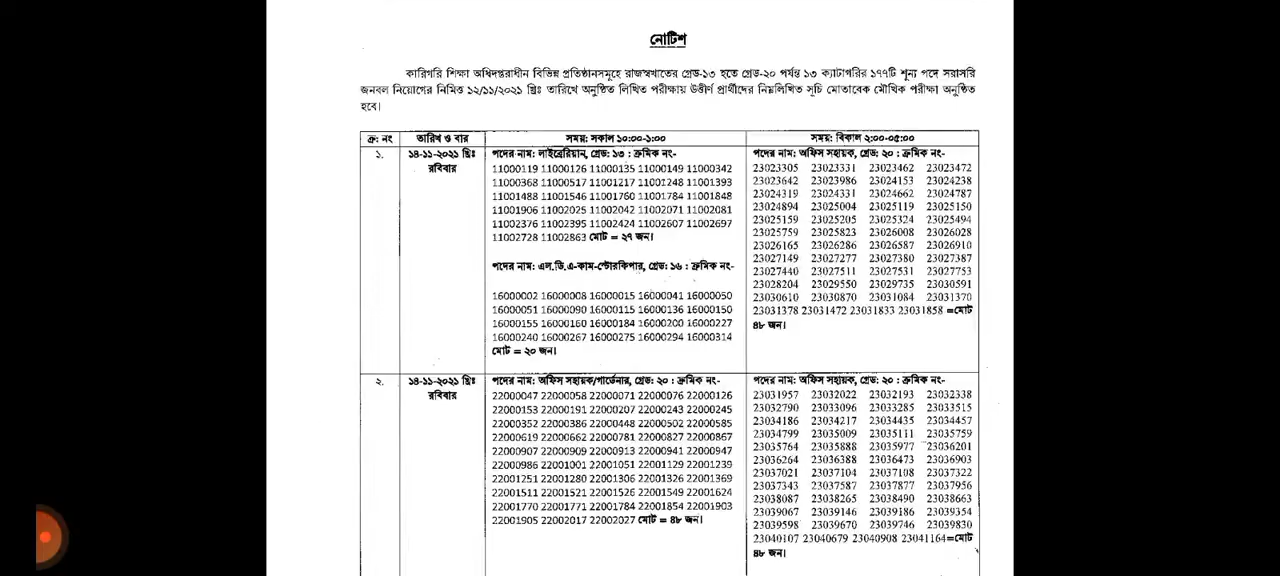 নোটিশ
কারিগরি শিক্ষা অধিদপ্তরাধীন বিভিন্ন প্রতিষ্ঠানসমূহে রাজস্বখাতের গ্রেড-১৩ হতে গ্রেড-২০ পর্যন্ত ১৩ ক্যাটাগরির ১৭৭টি শূন্য পদে সরাসরি
জনবল নিয়োগের নিমিত্ত ১২/১১/২০২১ খ্রিঃ তারিখে অনুষ্ঠিত লিখিত পরীক্ষায় উত্তীর্ণ প্রার্থীদের নিম্নলিখিত সূচি মোতাবেক মৌখিক পরীক্ষা অনুষ্ঠিত
হবে।
ক্র: নং তারিখ ও বার সময়: সকাল ১০:০০-১:০০ সময়: বিকাল ২:০০-০৫:০০
১. ১৪-১১-২০২১ খ্রিঃ
রবিবার
পদের নাম: লাইব্রেরিয়ান, গ্রেড: ১৩ : ক্রমিক নং-
11000119 11000126 11000135 11000149 11000342
11000368 11000517 11001217 11001248 11001393
11001488 11001546 11001760 11001784 11001848
11001906 11002025 11002042 11002071 11002081
11002376 11002395 11002424 11002607 11002697
11002728 11002863 মোট = ২৭ জন।
পদের নাম: এল.ডি.এ-কাম-স্টোরকিপার, গ্রেড: ১৬ : ক্রমিক নং-
16000002 16000008 16000015 16000041 16000050
16000051 16000090 16000115 16000136 16000150
16000155 16000160 16000184 16000200 16000227
16000240 16000267 16000275 16000294 16000314
মোট = ২০ জন।
পদের নাম: অফিস সহায়ক, গ্রেড: ২০ : ক্রমিক নং-
23023305 23023331 23023462 23023472
23023642 23023986 23024153 23024238
23024319 23024331 23024662 23024787
23024894 23025004 23025119 23025150
23025159 23025205 23025324 23025494
23025759 23025823 23026008 23026028
23026165 23026286 23026587 23026910
23027149 23027277 23027380 23027387
23027440 23027511 23027531 23027753
23028204 23029550 23029735 23030591
23030610 23030870 23031084 23031370
23031378 23031472 23031833 23031858 =মোট
৪৮ জন।
২. ১৪-১১-২০২১ খ্রিঃ
রবিবার
পদের নাম: অফিস সহায়ক/গার্ডেনার, গ্রেড: ২০ : ক্রমিক নং-
22000047 22000058 22000071 22000076 22000126
22000153 22000191 22000207 22000243 22000245
22000352 22000386 22000448 22000502 22000585
22000619 22000662 22000781 22000827 22000867
22000907 22000909 22000913 22000941 22000947
22000986 22001001 22001051 22001129 22001239
22001251 22001280 22001306 22001326 22001369
22001511 22001521 22001526 22001549 22001624
22001770 22001771 22001784 22001854 22001903
22001905 22002017 22002027 মোট = ৪৮ জন।
পদের নাম: অফিস সহায়ক, গ্রেড: ২০ : ক্রমিক নং-
23031957 23032022 23032193 23032338
23032790 23033096 23033285 23033515
23034186 23034217 23034435 23034457
23034799 23035009 23035111 23035759
23035764 23035888 23035977 23036201
23036264 23036388 23036473 23036903
23037021 23037104 23037108 23037322
23037343 23037587 23037877 23037956
23038087 23038265 23038490 23038663
23039067 23039146 23039186 23039354
23039598 23039670 23039746 23039830
23040107 23040679 23040908 23041164=মোট
৪৮ জন।